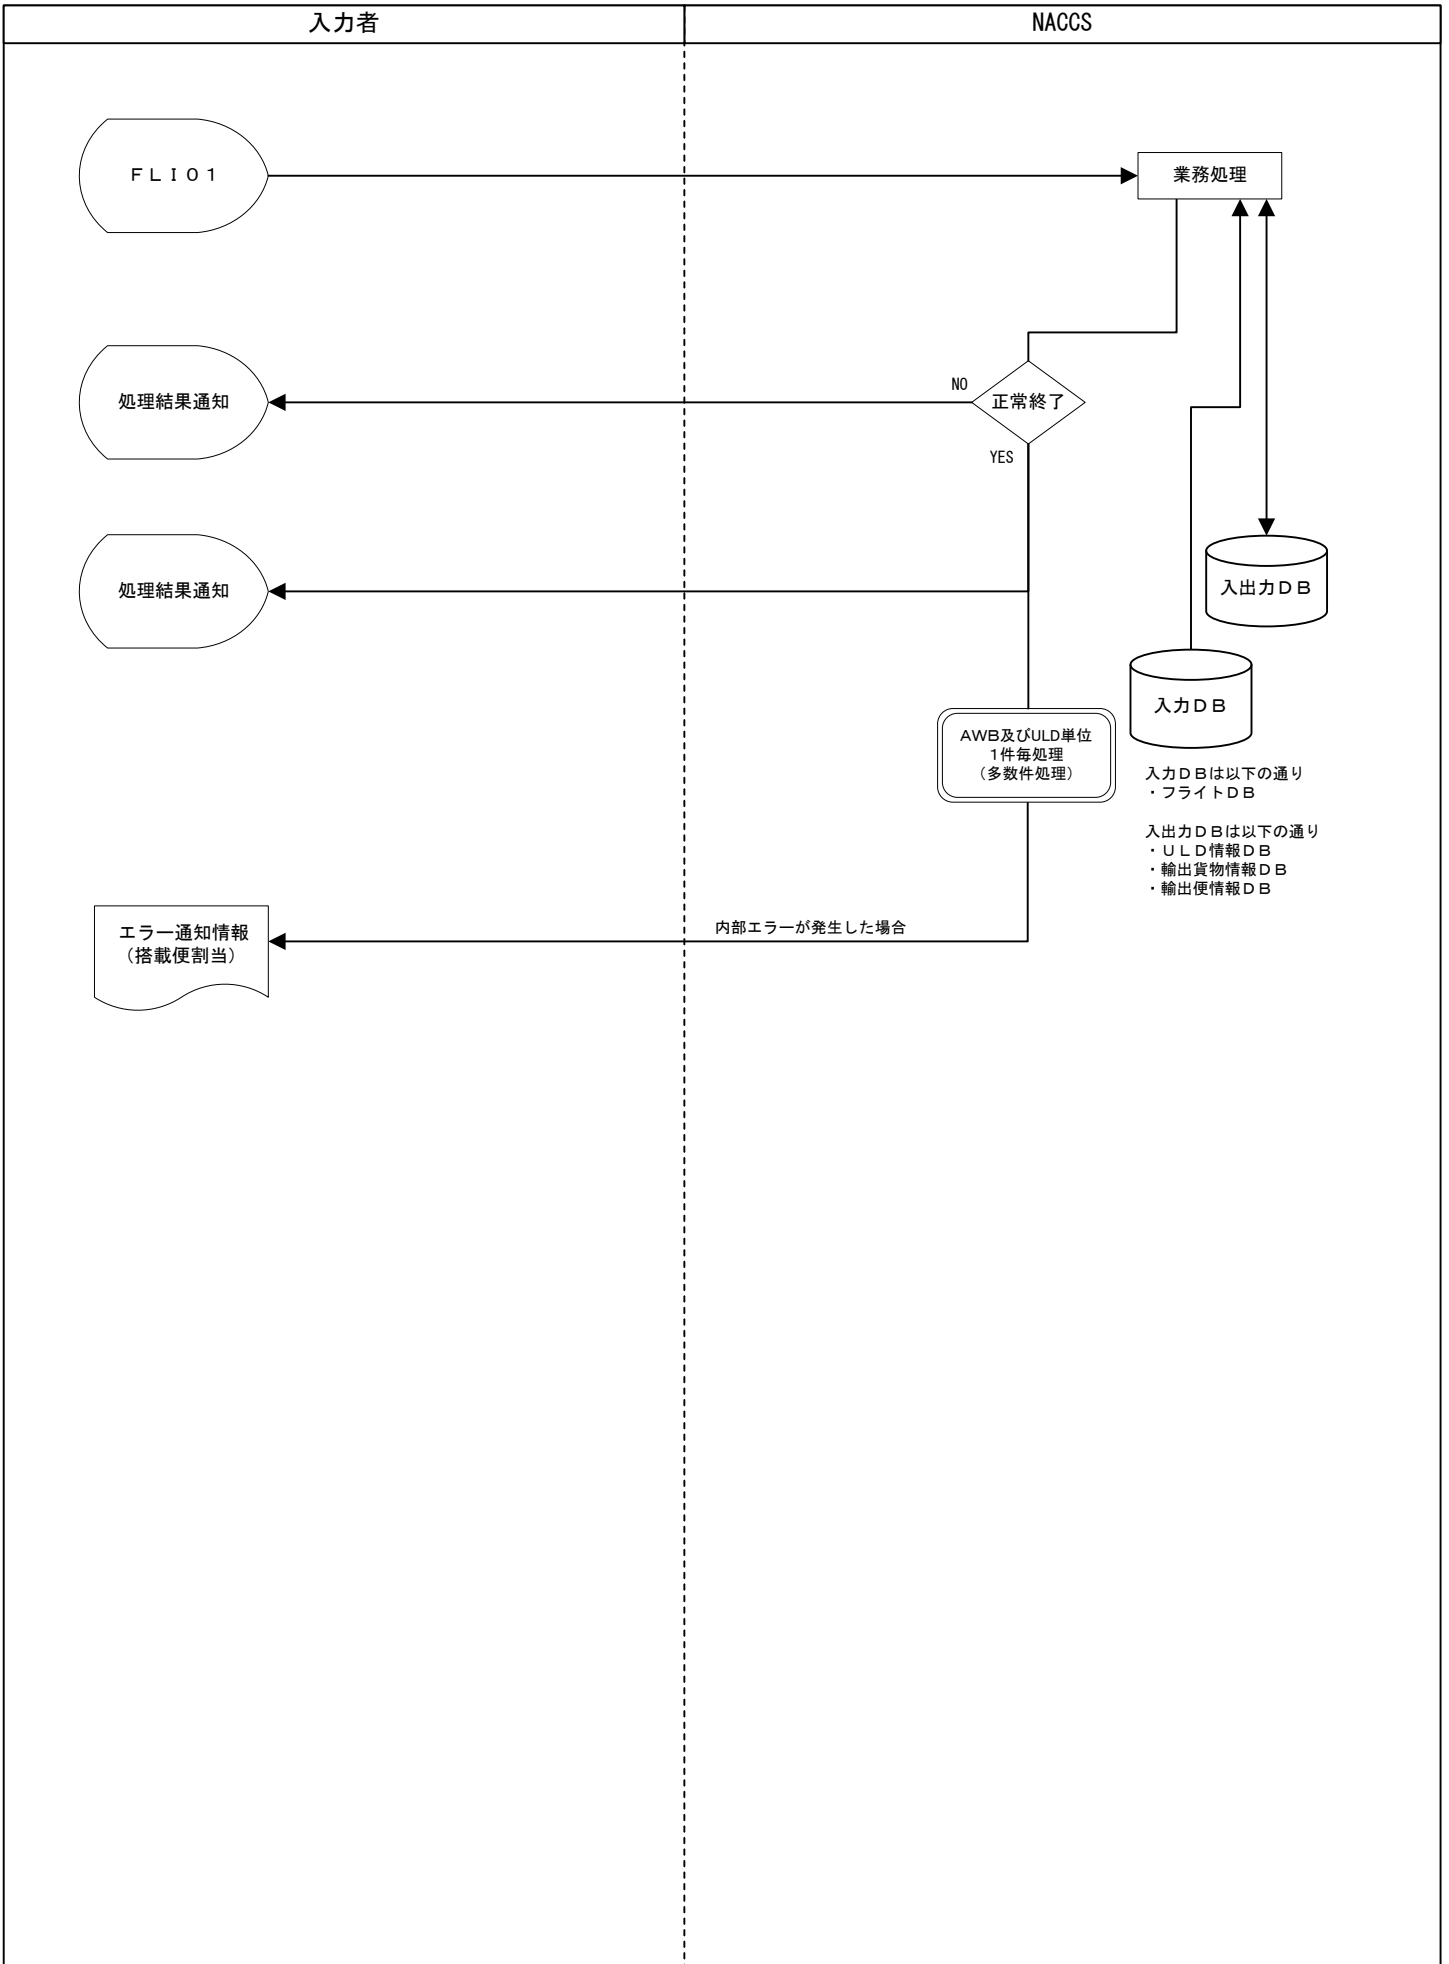 入力者
NACCS
ＦＬＩ０１
業務処理
処理結果通知
NO
正常終了
YES
処理結果通知
入出力ＤＢ
入力ＤＢ
AWB及びULD単位
1件毎処理
（多数件処理）
入力ＤＢは以下の通り
・フライトＤＢ
入出力ＤＢは以下の通り
・ＵＬＤ情報ＤＢ
・輸出貨物情報ＤＢ
・輸出便情報ＤＢ
エラー通知情報
（搭載便割当）
内部エラーが発生した場合